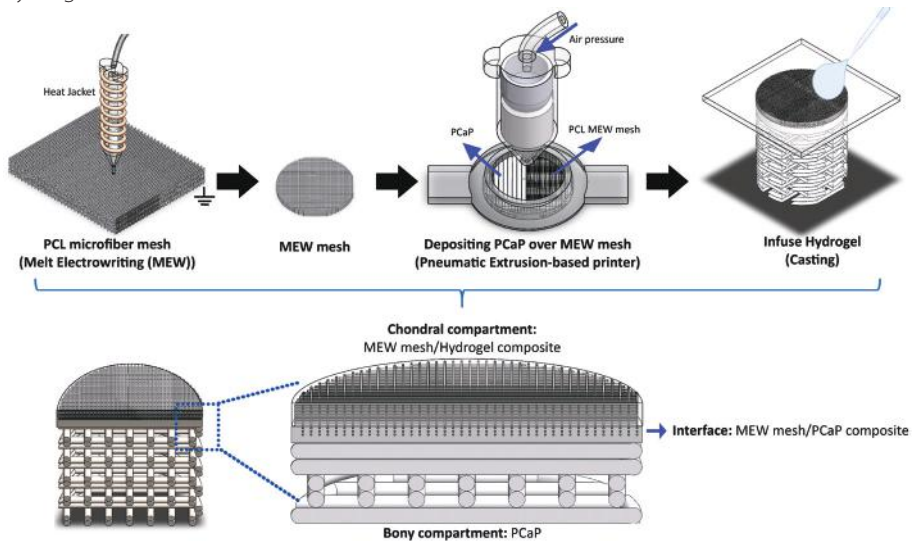 Heat Jacket
Air pressure
PCaP
PCL MEW mesh
PCL microfiber mesh
(Melt Electrowriting (MEW))
MEW mesh
Depositing PCaP over MEW mesh
(Pneumatic Extrusion-based printer)
Infuse Hydrogel
(Casting)
Chondral compartment:
MEW mesh/Hydrogel composite
Interface: MEW mesh/PCaP composite
Bony compartment: PCaP